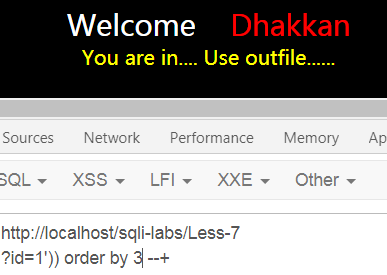 Welcome Dhakkan
You are in.... Use outfile......
Sources Network Performance Memory Ap
SQL XSS LFI XXE Other
http://localhost/sqli-labs/Less-7
?id=1')) order by 3 --+